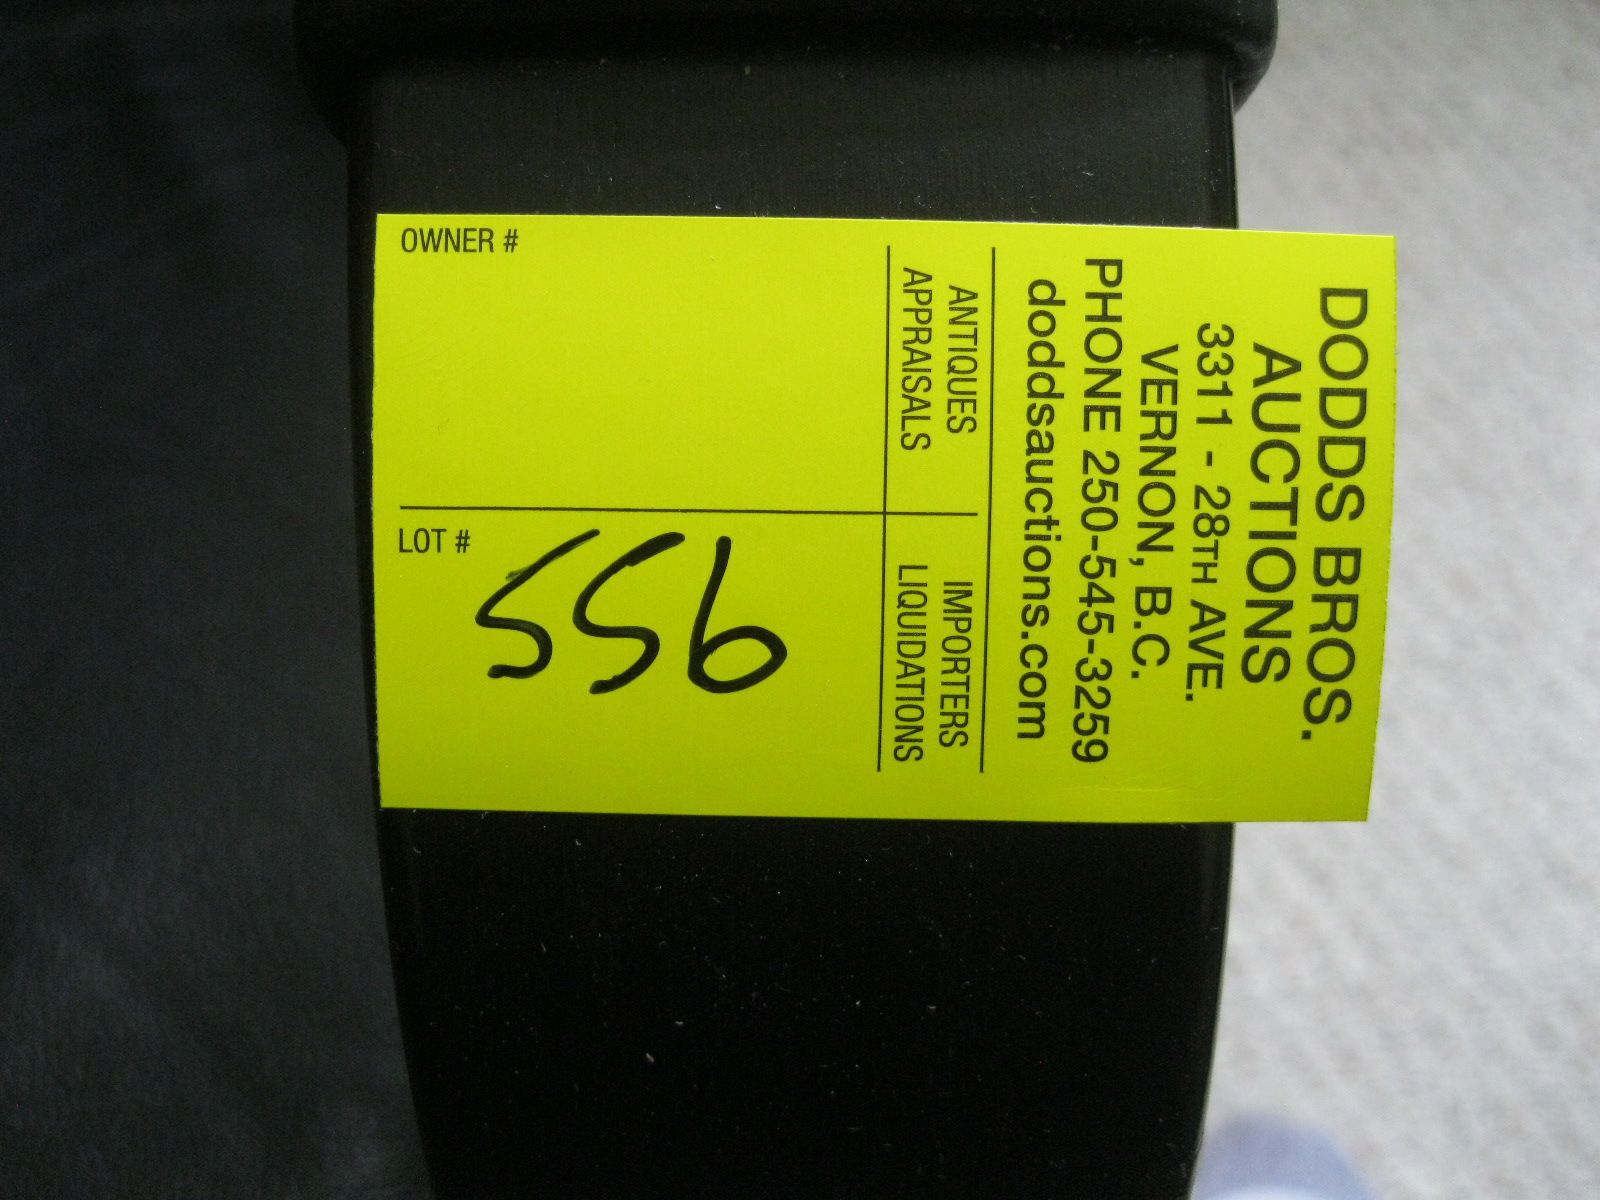 DODDS BROS.
AUCTIONS
3311 - 28TH AVE.
VERNON, B.C.
PHONE 250-545-3259
doddsauctions.com
ANTIQUES
APPRAISALS
IMPORTERS
LIQUIDATIONS
OWNER #
LOT #
556